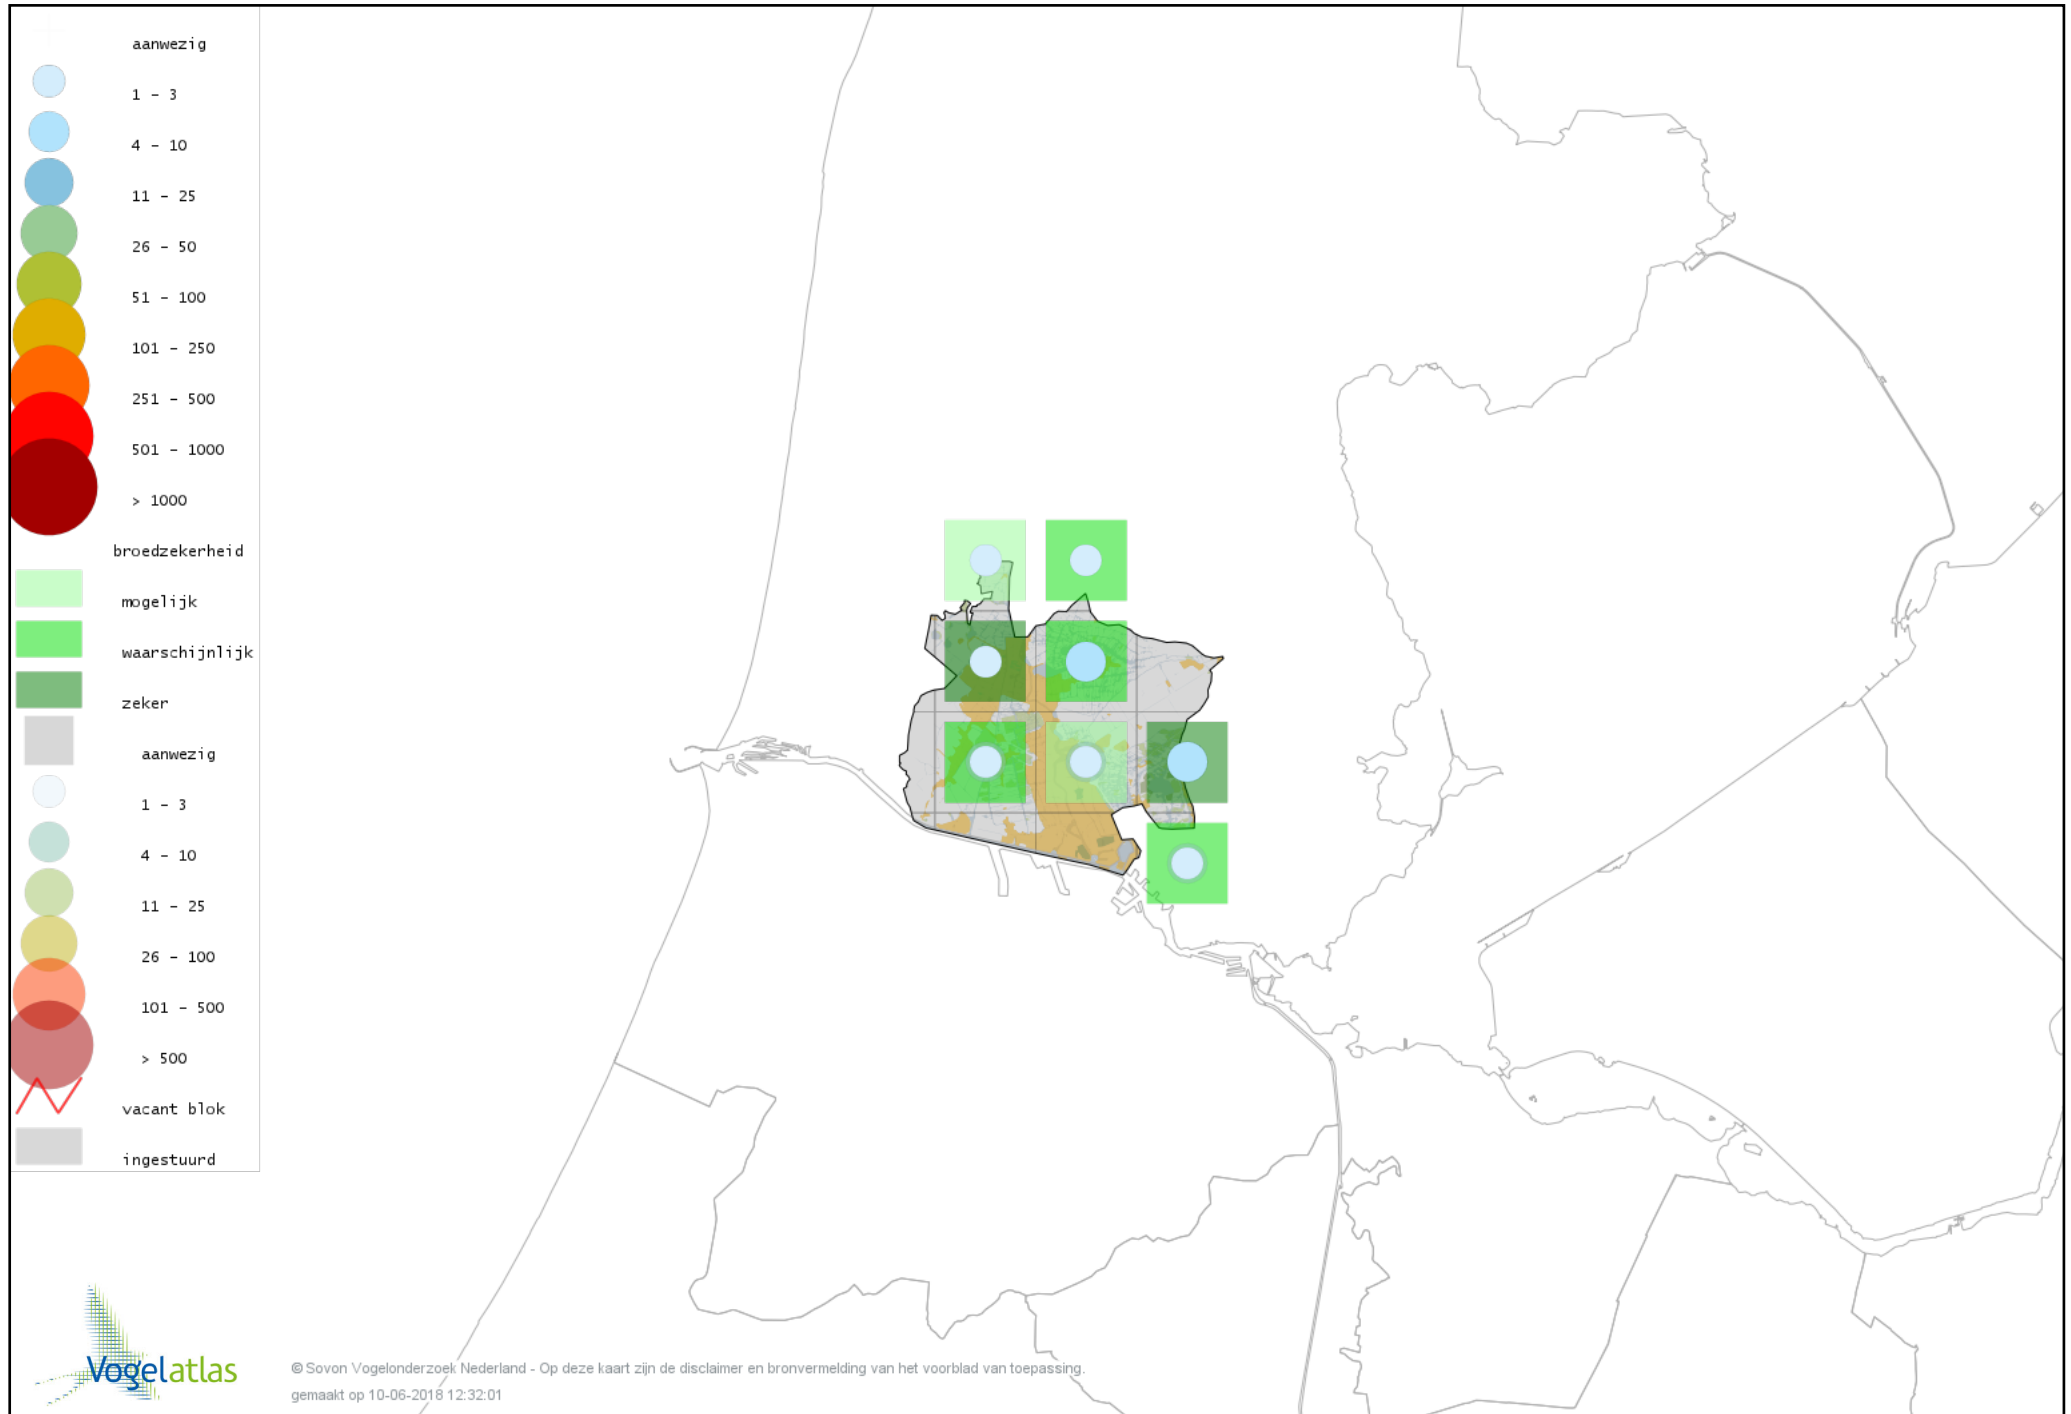 aanwezig
1 - 3
4 - 10
11 - 25
26 - 50
51 - 100
101 - 250
251 - 500
501 - 1000
> 1000
broedzekerheid
mogelijk
waarschijnlijk
zeker
aanwezig
1 - 3
4 - 10
11 - 25
26 - 100
101 - 500
> 500
vacant blok
ingestuurd
Vogelatlas
© Sovon Vogelonderzoek Nederland - Op deze kaart zijn de disclaimer en bronvermelding van het voorblad van toepassing.
gemaakt op 10-06-2018 12:32:01